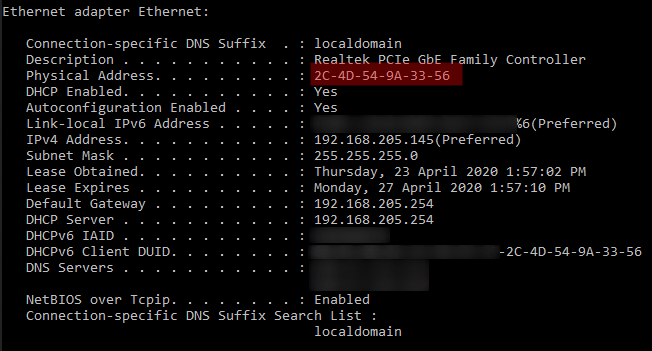 Ethernet adapter Ethernet:
Connection-specific DNS Suffix . : localdomain
Description . . . . . . . . . . . : Realtek PCIe GbE Family Controller
Physical Address. . . . . . . . . : 2C-4D-54-9A-33-56
DHCP Enabled. . . . . . . . . . . : Yes
Autoconfiguration Enabled . . . . : Yes
Link-local IPv6 Address . . . . . : %6(Preferred)
IPv4 Address. . . . . . . . . . . : 192.168.205.145(Preferred)
Subnet Mask . . . . . . . . . . . : 255.255.255.0
Lease Obtained. . . . . . . . . . : Thursday, 23 April 2020 1:57:02 PM
Lease Expires . . . . . . . . . . : Monday, 27 April 2020 1:57:10 PM
Default Gateway . . . . . . . . . : 192.168.205.254
DHCP Server . . . . . . . . . . . : 192.168.205.254
DHCPv6 IAID . . . . . . . . . . . :
DHCPv6 Client DUID. . . . . . . . : -2C-4D-54-9A-33-56
DNS Servers . . . . . . . . . . . :
NetBIOS over Tcpip. . . . . . . . : Enabled
Connection-specific DNS Suffix Search List :
localdomain